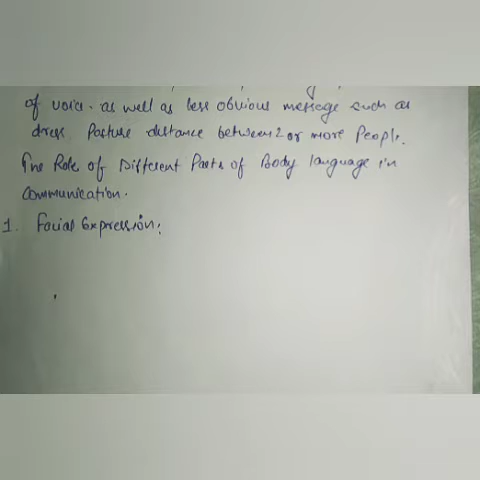 of voice. as well as less obvious message such as
dress Posture distance between 2 or more People.
The Role of Different Parts of Body language in
Communication.
1. Facial Expression: